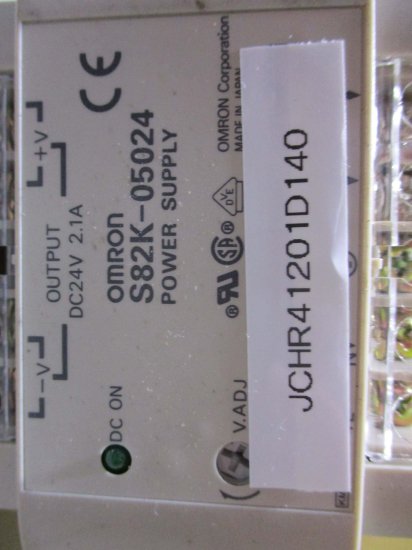 -V
OUTPUT
+V
DC24V 2.1A
DC ON
OMRON
S82K-05024
POWER SUPPLY
CE
V.ADJ
VDE
OMRON Corporation
MADE IN JAPAN
JCHR41201D140